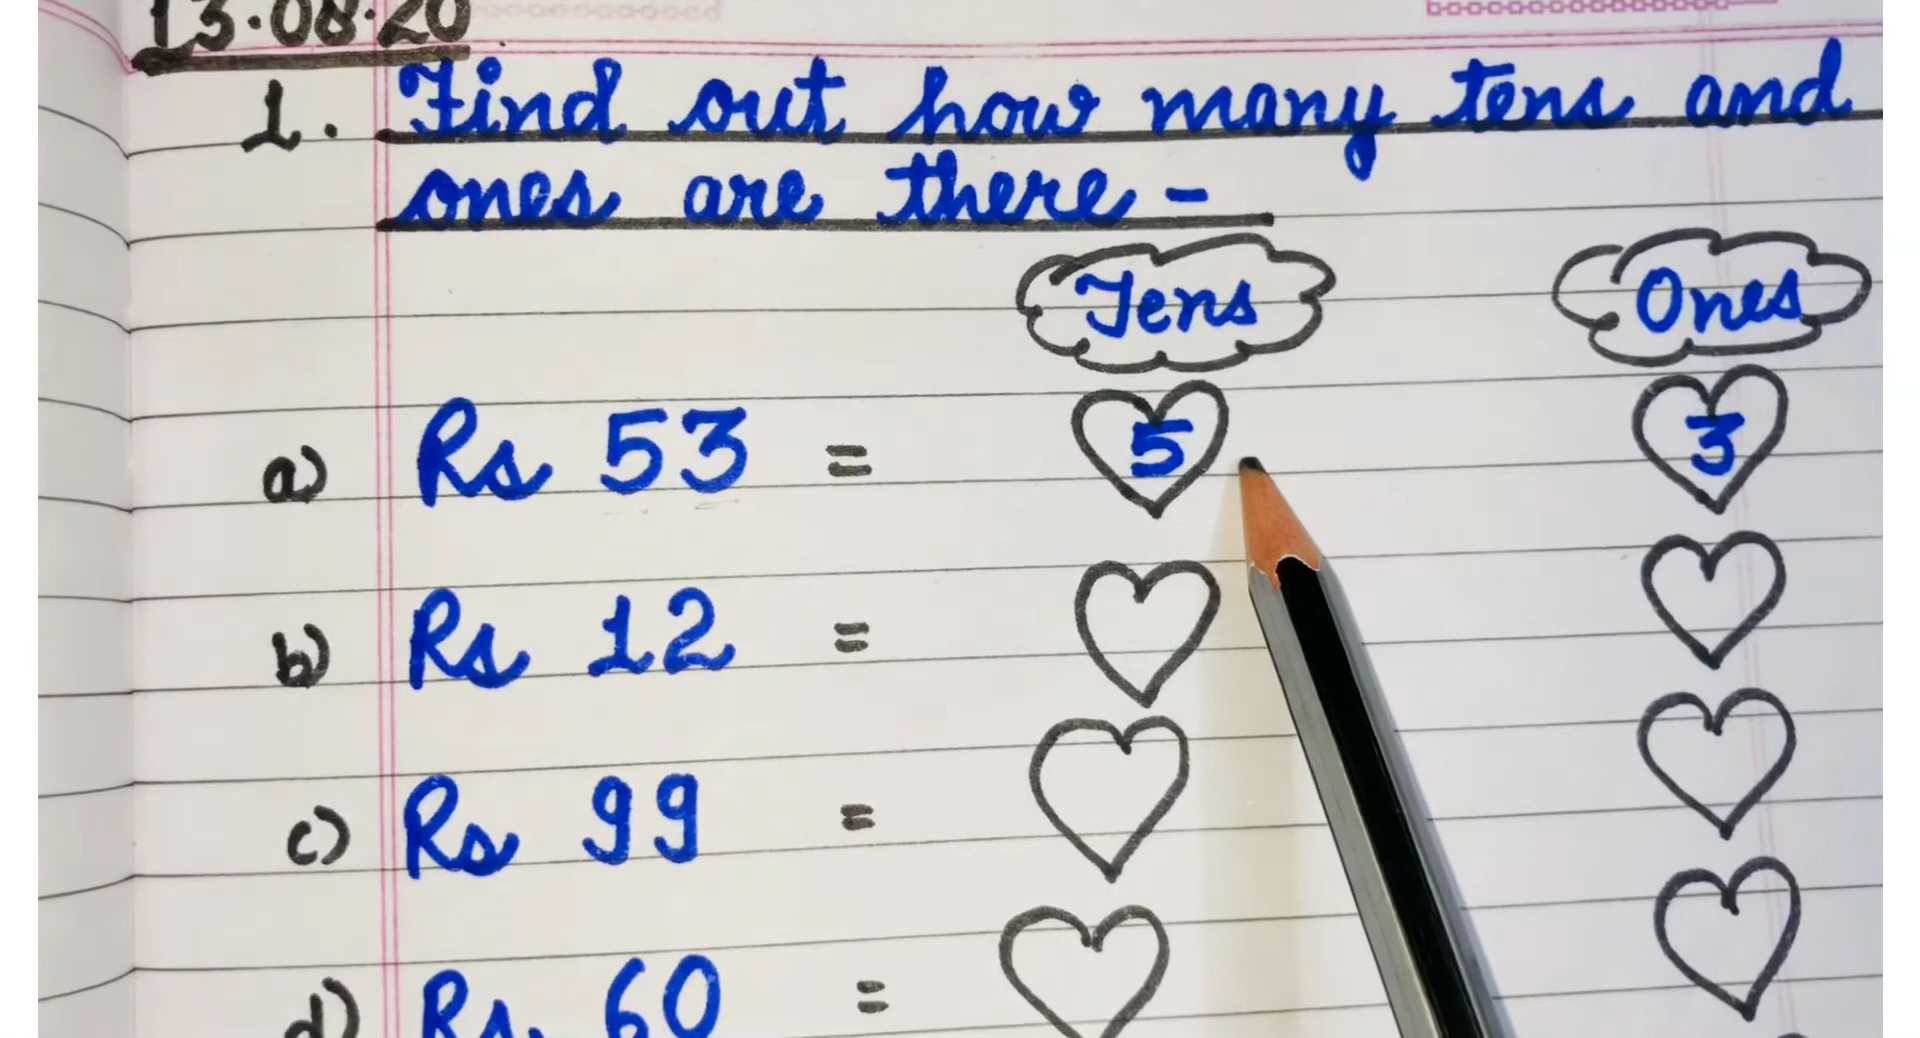 13.08.20
1. Find out how many tens and
ones are there -
Tens Ones
a) Rs 53 = 5 3
b) Rs 12 =
c) Rs 99 =
d) Rs. 60 =